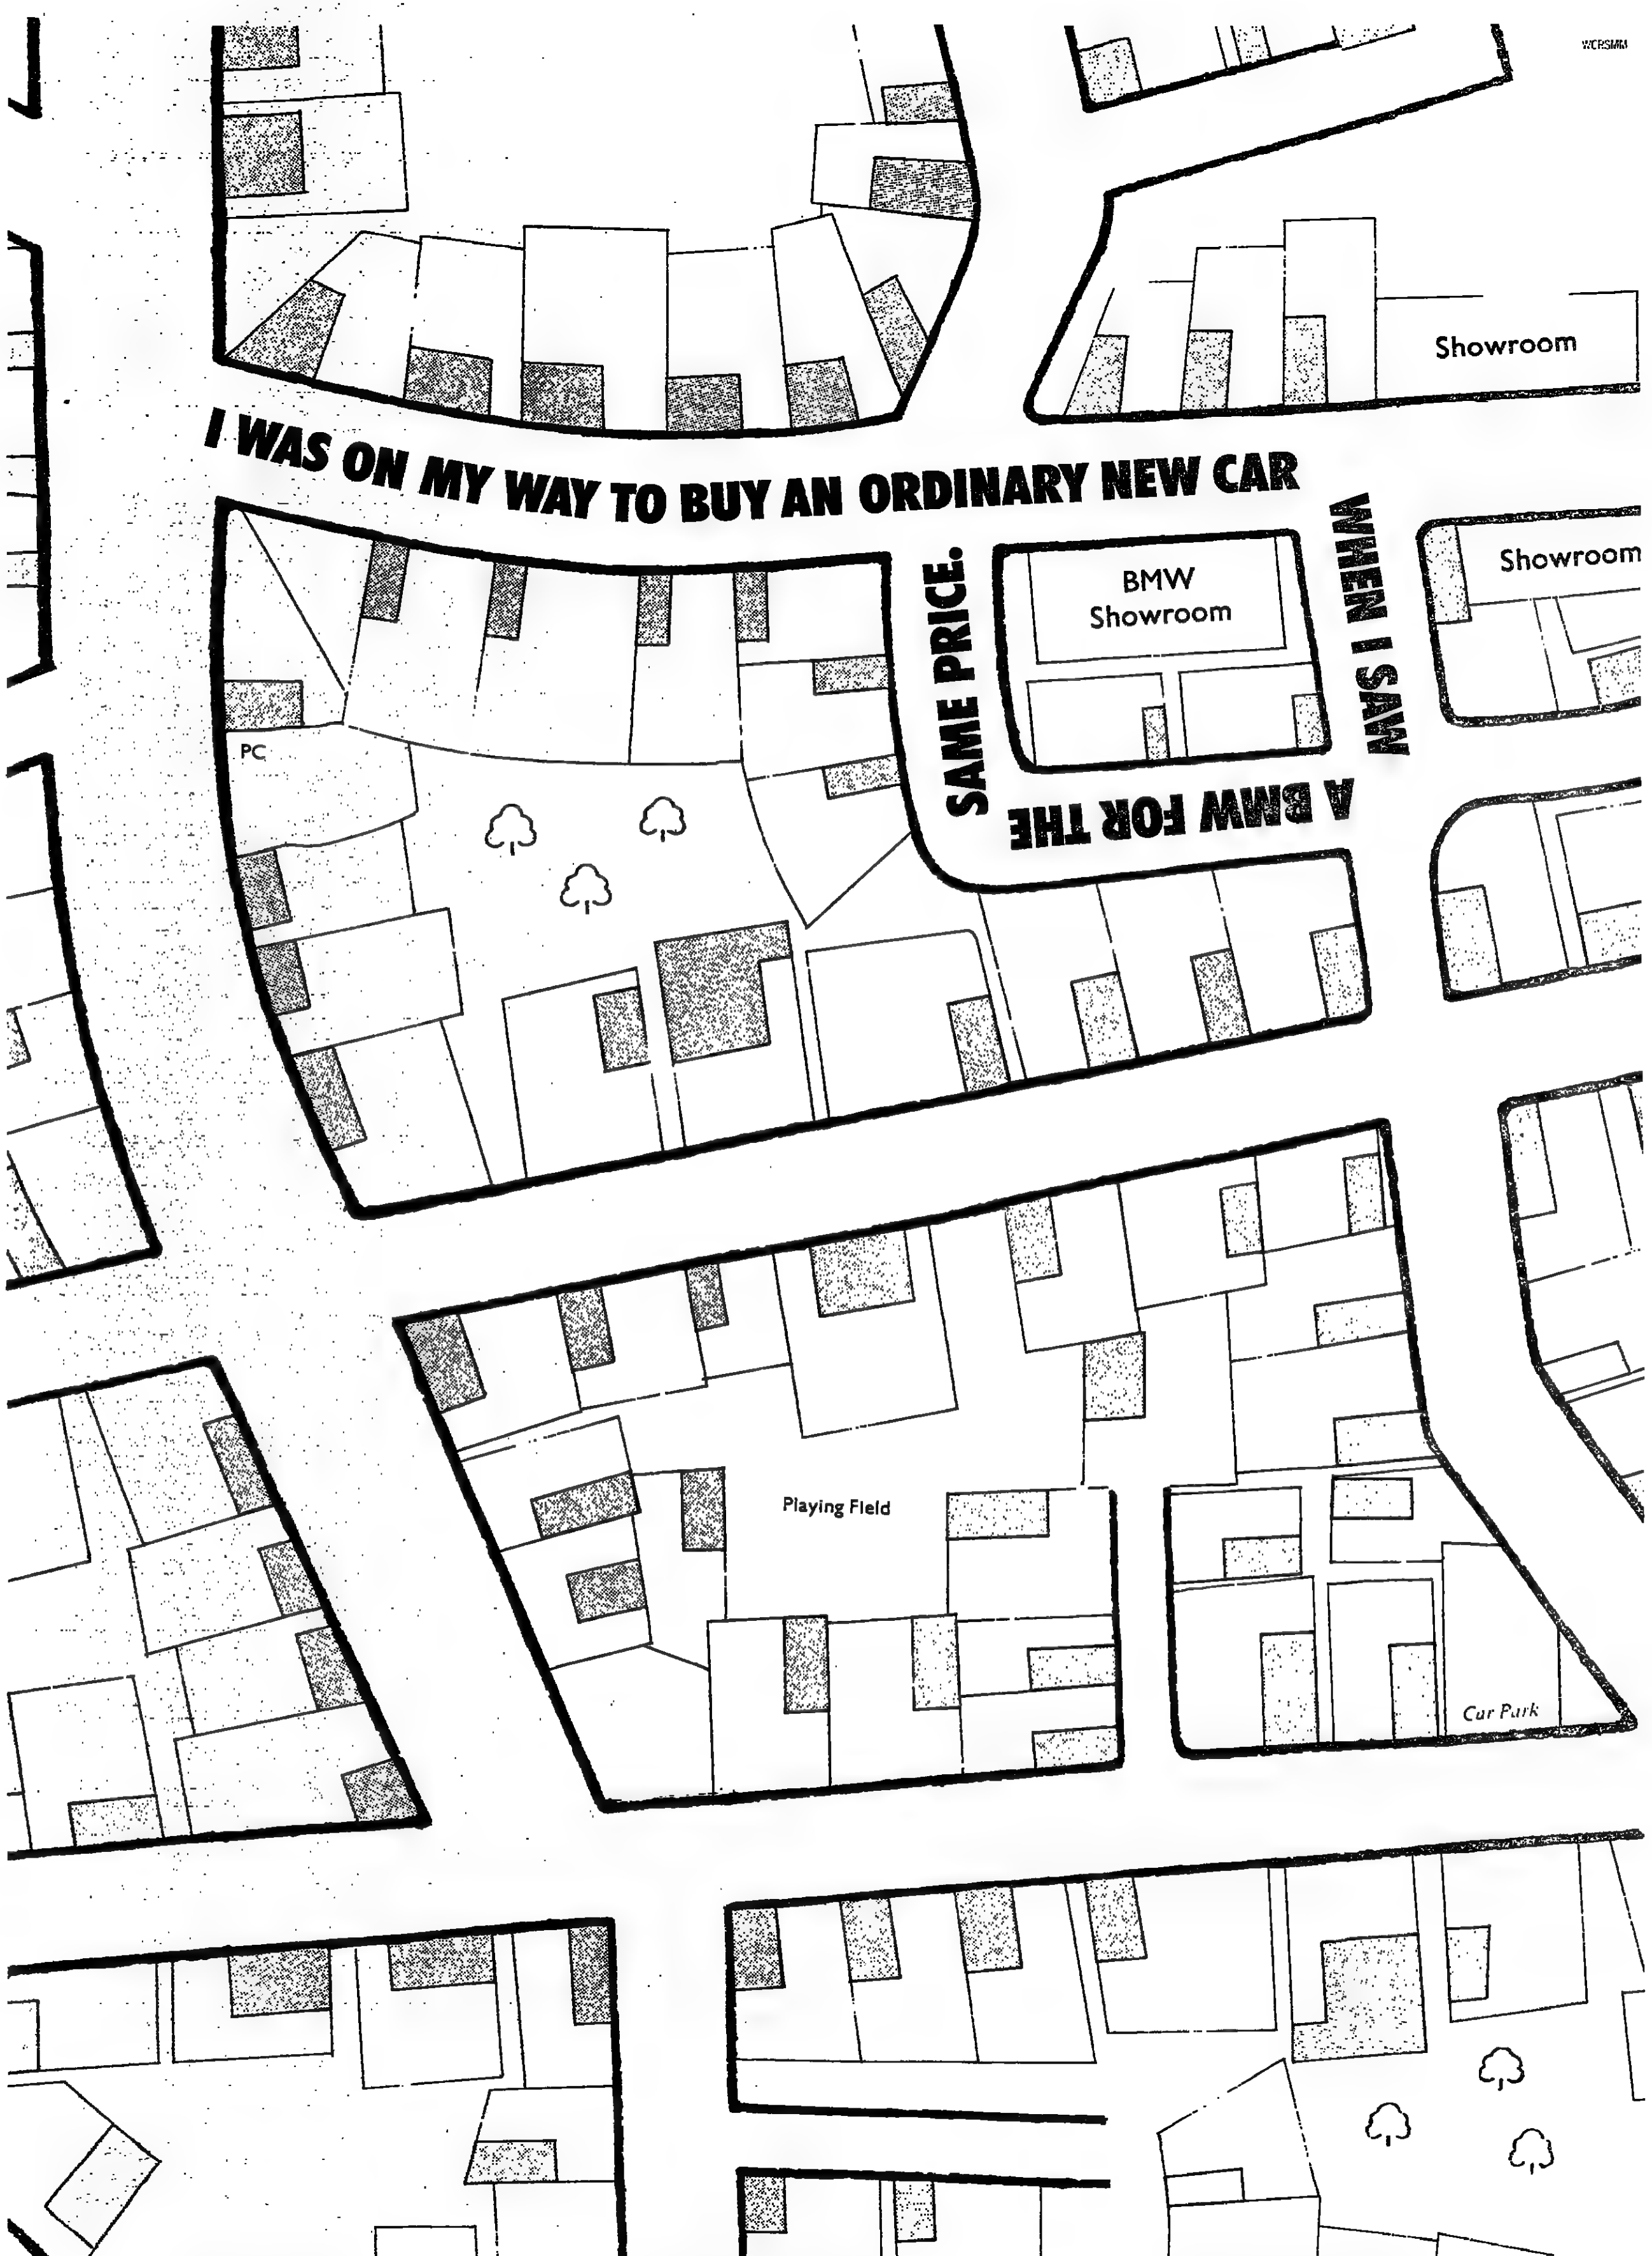 WCRSMM
Showroom
I WAS ON MY WAY TO BUY AN ORDINARY NEW CAR
WHEN I SAW
A BMW FOR THE
SAME PRICE.
BMW
Showroom
Showroom
PC
Playing Field
Car Park